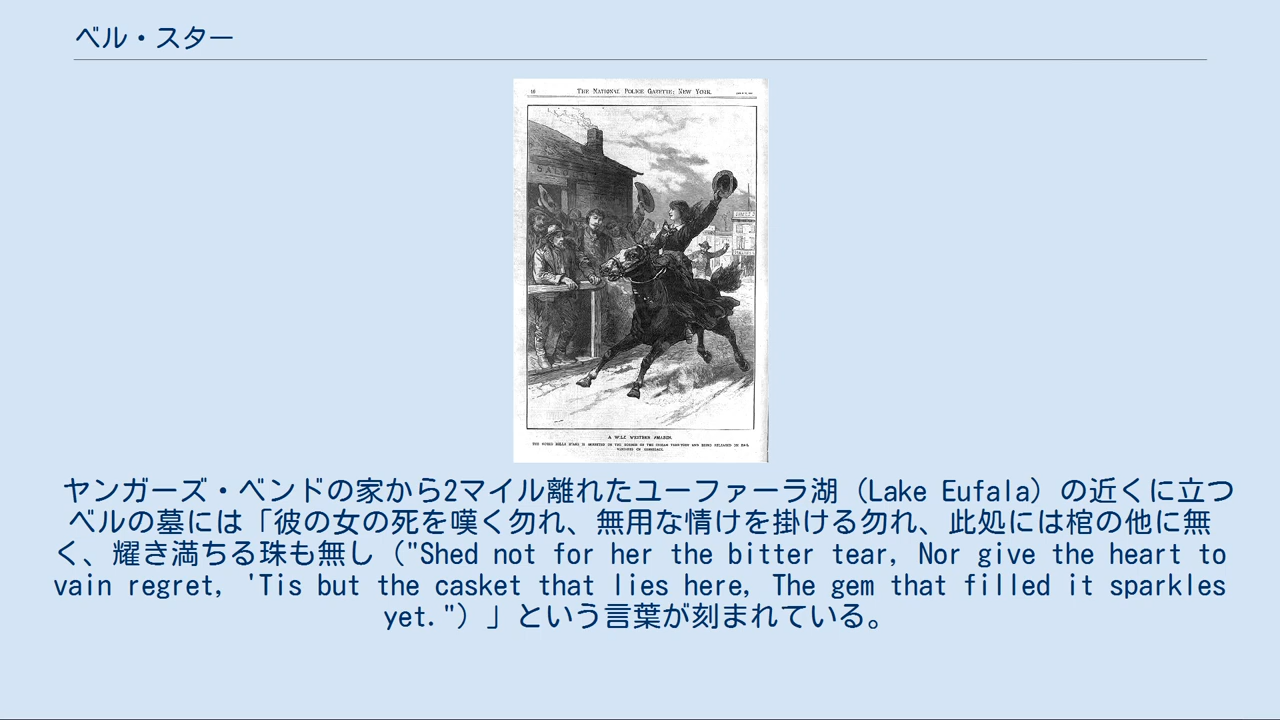 ベル・スター
THE NATIONAL POLICE GAZETTE: NEW YORK.
A WILD WESTERN AMAZON.
ヤンガーズ・ベンドの家から2マイル離れたユーファーラ湖（Lake Eufala）の近くに立つ
ベルの墓には「彼の女の死を嘆く勿れ、無用な情けを掛ける勿れ、此処には棺の他に無
く、耀き満ちる珠も無し（"Shed not for her the bitter tear, Nor give the heart to
vain regret, 'Tis but the casket that lies here, The gem that filled it sparkles
yet."）」という言葉が刻まれている。